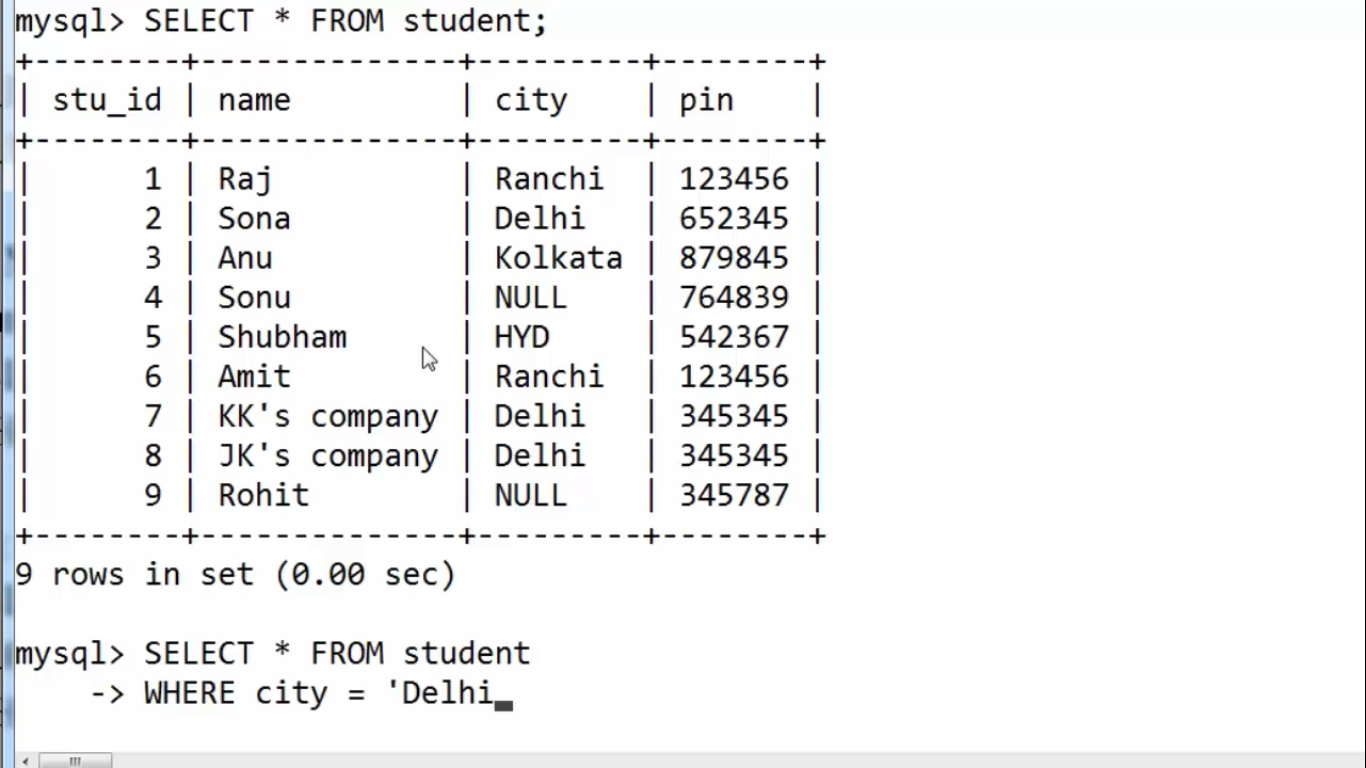 mysql> SELECT * FROM student;
+--------+--------------+---------+--------+
| stu_id | name         | city    | pin    |
+--------+--------------+---------+--------+
|      1 | Raj          | Ranchi  | 123456 |
|      2 | Sona         | Delhi   | 652345 |
|      3 | Anu          | Kolkata | 879845 |
|      4 | Sonu         | NULL    | 764839 |
|      5 | Shubham      | HYD     | 542367 |
|      6 | Amit         | Ranchi  | 123456 |
|      7 | KK's company | Delhi   | 345345 |
|      8 | JK's company | Delhi   | 345345 |
|      9 | Rohit        | NULL    | 345787 |
+--------+--------------+---------+--------+
9 rows in set (0.00 sec)
mysql> SELECT * FROM student
    -> WHERE city = 'Delhi